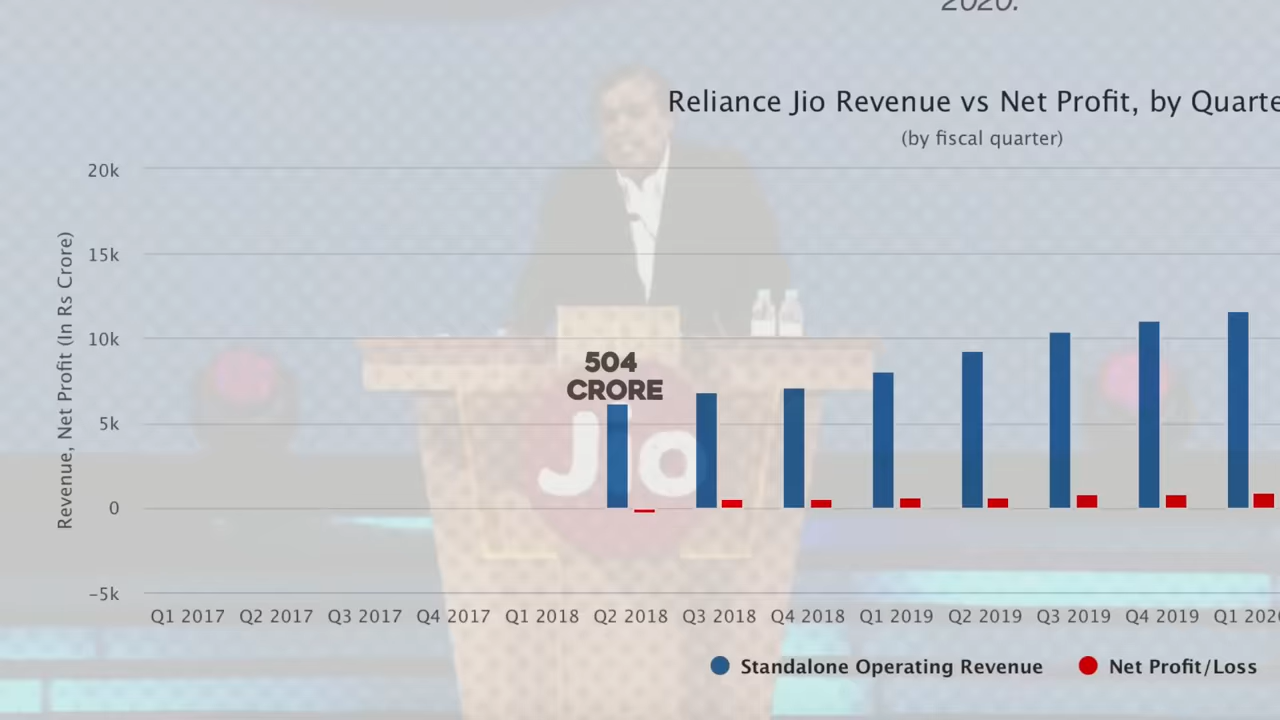 2020.
Reliance Jio Revenue vs Net Profit, by Quarte
(by fiscal quarter)
Revenue, Net Profit (In Rs Crore)
20k
15k
10k
5k
0
−5k
504
CRORE
Jio
Q1 2017 Q2 2017 Q3 2017 Q4 2017 Q1 2018 Q2 2018 Q3 2018 Q4 2018 Q1 2019 Q2 2019 Q3 2019 Q4 2019 Q1 2020
Standalone Operating Revenue Net Profit/Loss